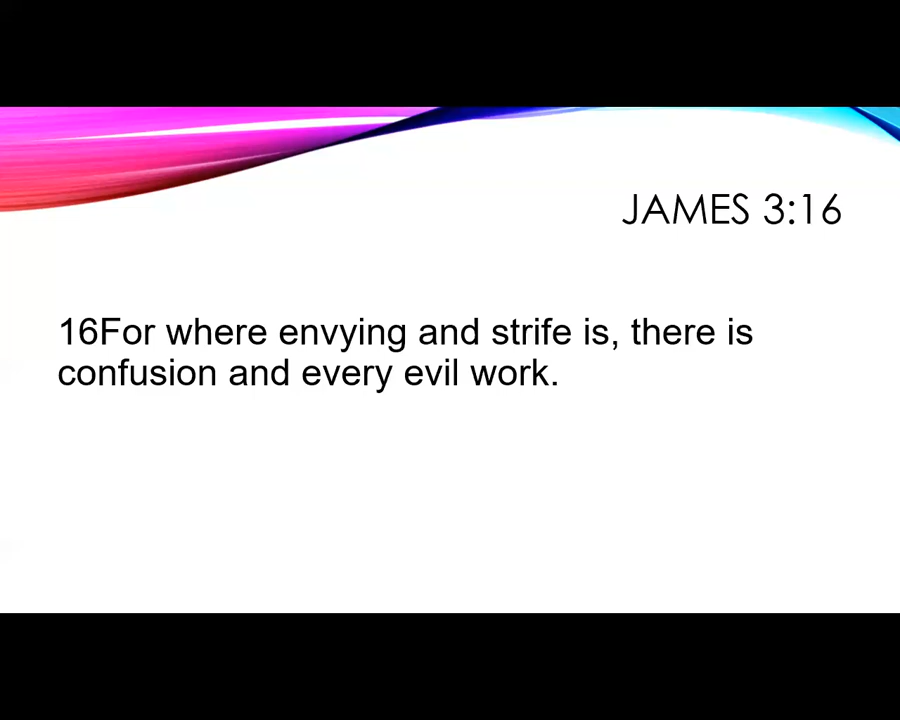 JAMES 3:16
16For where envying and strife is, there is
confusion and every evil work.